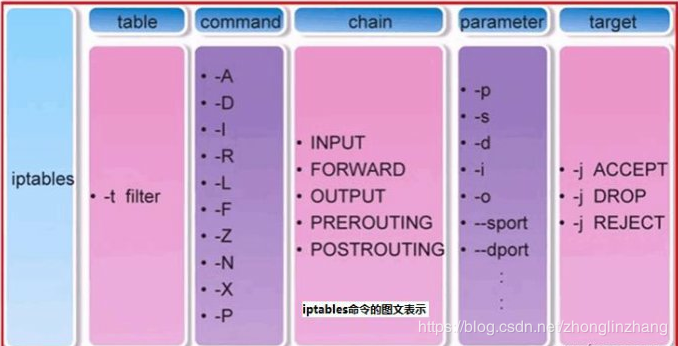 table
command
chain
parameter
target
iptables
• -t filter
• -A
• -D
• -I
• -R
• -L
• -F
• -Z
• -N
• -X
• -P
• INPUT
• FORWARD
• OUTPUT
• PREROUTING
• POSTROUTING
• -p
• -s
• -d
• -i
• -o
• --sport
• --dport
:
:
• -j ACCEPT
• -j DROP
• -j REJECT
iptables命令的图文表示
https://blog.csdn.net/zhonglinzhang